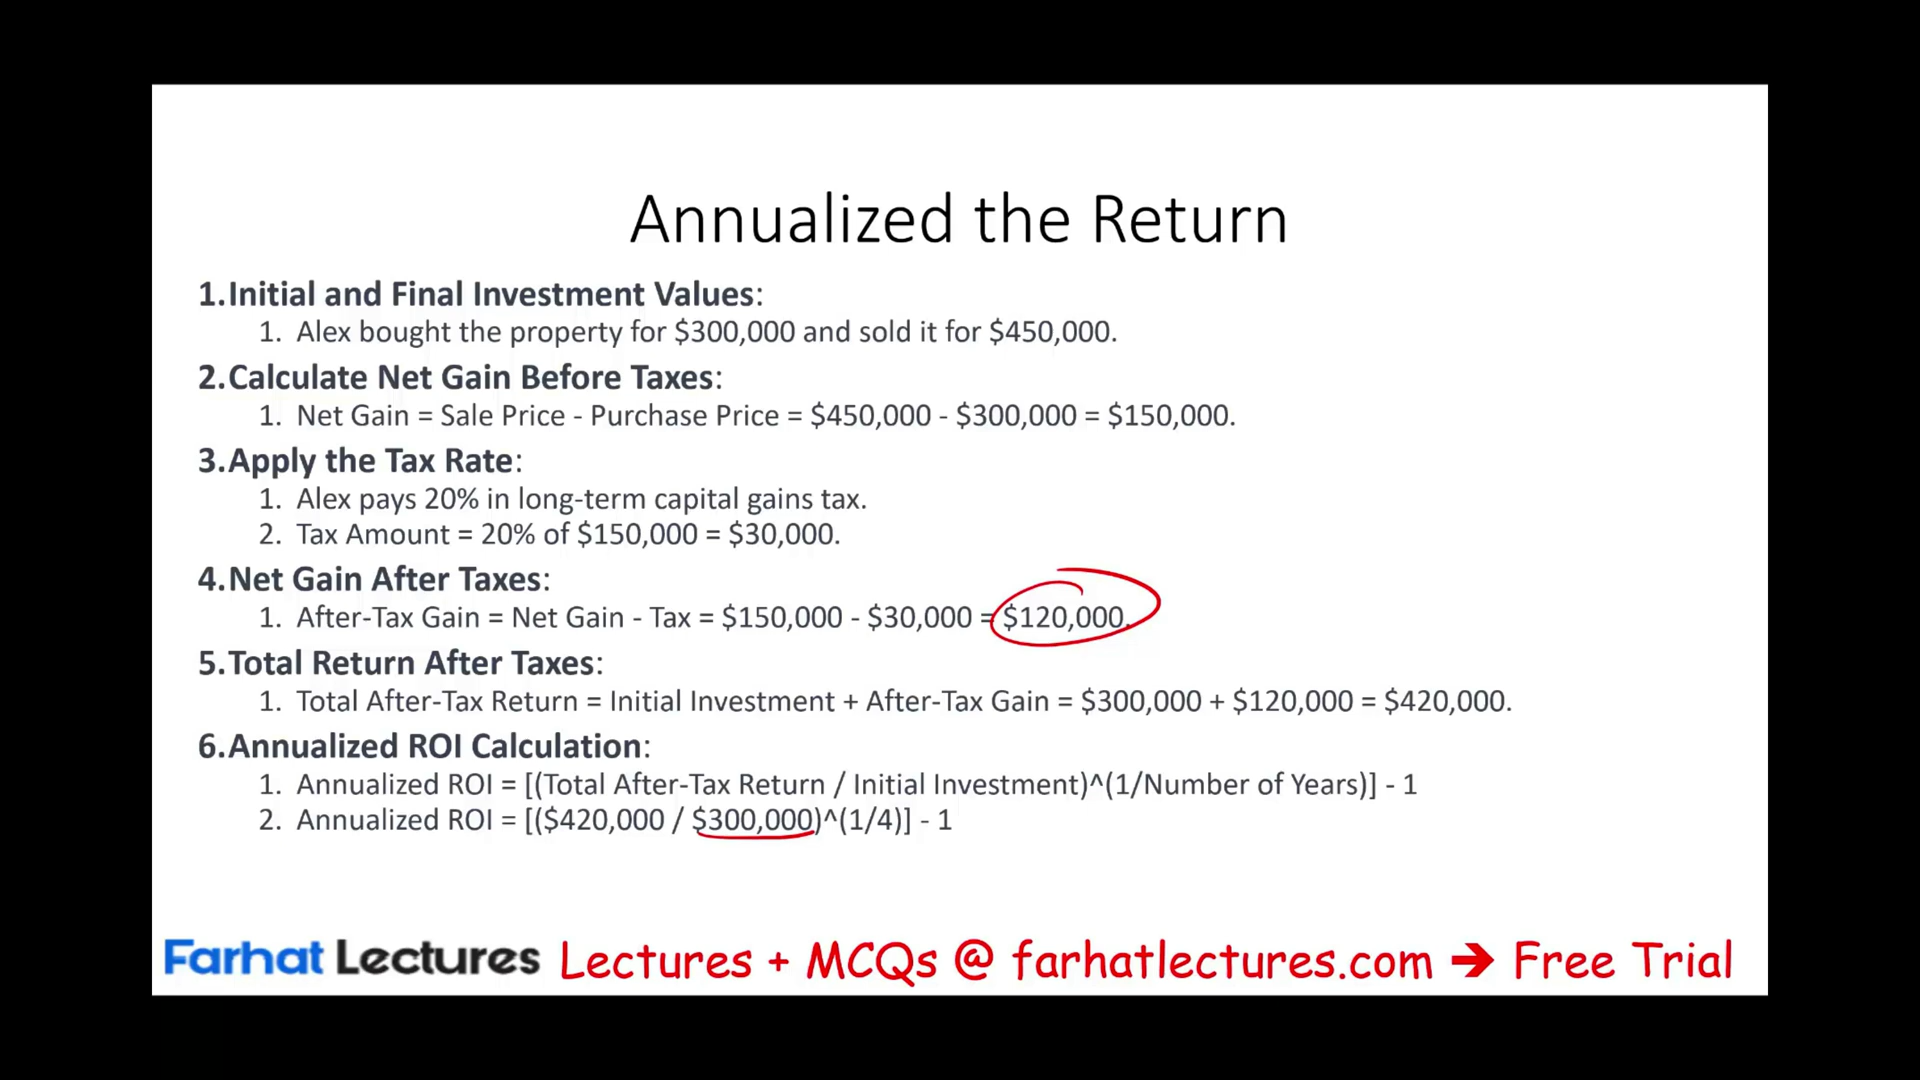 Annualized the Return
1.Initial and Final Investment Values:
1. Alex bought the property for $300,000 and sold it for $450,000.
2.Calculate Net Gain Before Taxes:
1. Net Gain = Sale Price - Purchase Price = $450,000 - $300,000 = $150,000.
3.Apply the Tax Rate:
1. Alex pays 20% in long-term capital gains tax.
2. Tax Amount = 20% of $150,000 = $30,000.
4.Net Gain After Taxes:
1. After-Tax Gain = Net Gain - Tax = $150,000 - $30,000 = $120,000.
5.Total Return After Taxes:
1. Total After-Tax Return = Initial Investment + After-Tax Gain = $300,000 + $120,000 = $420,000.
6.Annualized ROI Calculation:
1. Annualized ROI = [(Total After-Tax Return / Initial Investment)^(1/Number of Years)] - 1
2. Annualized ROI = [($420,000 / $300,000)^(1/4)] - 1
Farhat Lectures Lectures + MCQs @ farhatlectures.com ➔ Free Trial